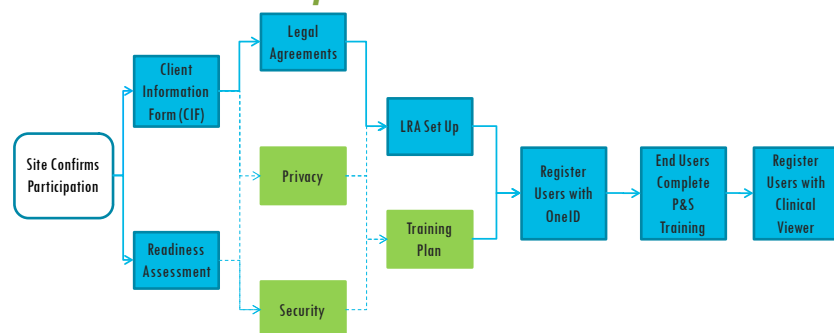 Site Confirms
Participation
Client
Information
Form (CIF)
Readiness
Assessment
Legal
Agreements
Privacy
Security
LRA Set Up
Training
Plan
Register
Users with
OneID
End Users
Complete
P&S
Training
Register
Users with
Clinical
Viewer